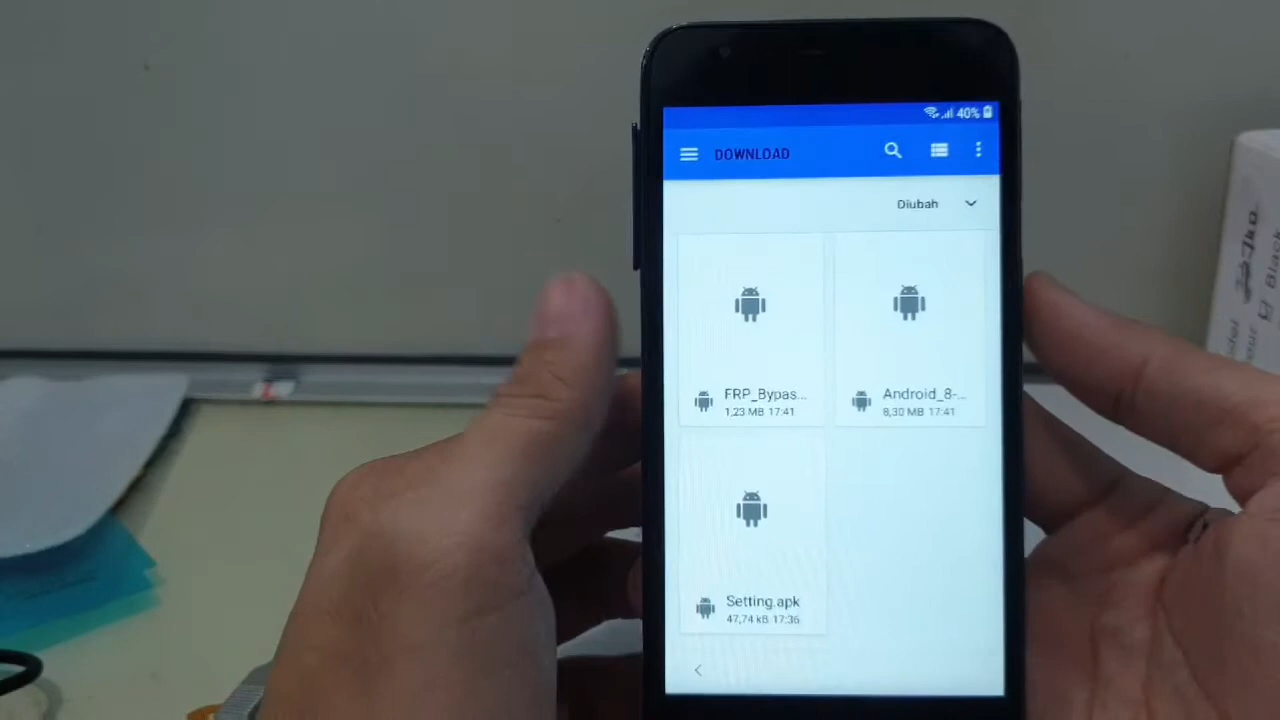 40%
DOWNLOAD
Diubah
FRP_Bypas...
1,23 MB 17:41
Android_8-...
8,30 MB 17:41
Setting.apk
47,74 kB 17:36
Black